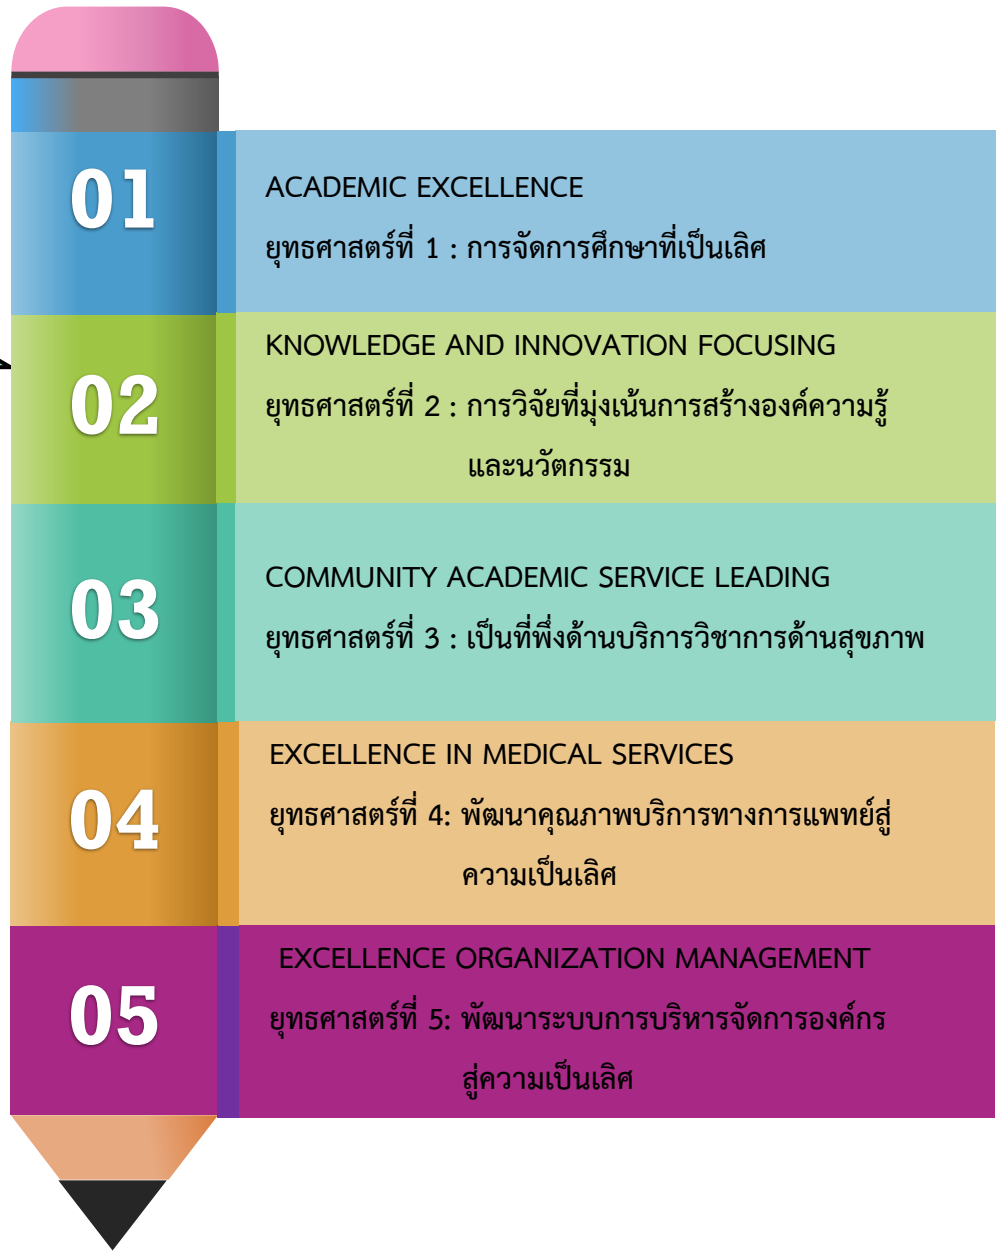 01
ACADEMIC EXCELLENCE
ยุทธศาสตร์ที่ 1 : การจัดการศึกษาที่เป็นเลิศ
02
KNOWLEDGE AND INNOVATION FOCUSING
ยุทธศาสตร์ที่ 2 : การวิจัยที่มุ่งเน้นการสร้างองค์ความรู้
และนวัตกรรม
03
COMMUNITY ACADEMIC SERVICE LEADING
ยุทธศาสตร์ที่ 3 : เป็นที่พึ่งด้านบริการวิชาการด้านสุขภาพ
04
EXCELLENCE IN MEDICAL SERVICES
ยุทธศาสตร์ที่ 4: พัฒนาคุณภาพบริการทางการแพทย์สู่
ความเป็นเลิศ
05
EXCELLENCE ORGANIZATION MANAGEMENT
ยุทธศาสตร์ที่ 5: พัฒนาระบบการบริหารจัดการองค์กร
สู่ความเป็นเลิศ